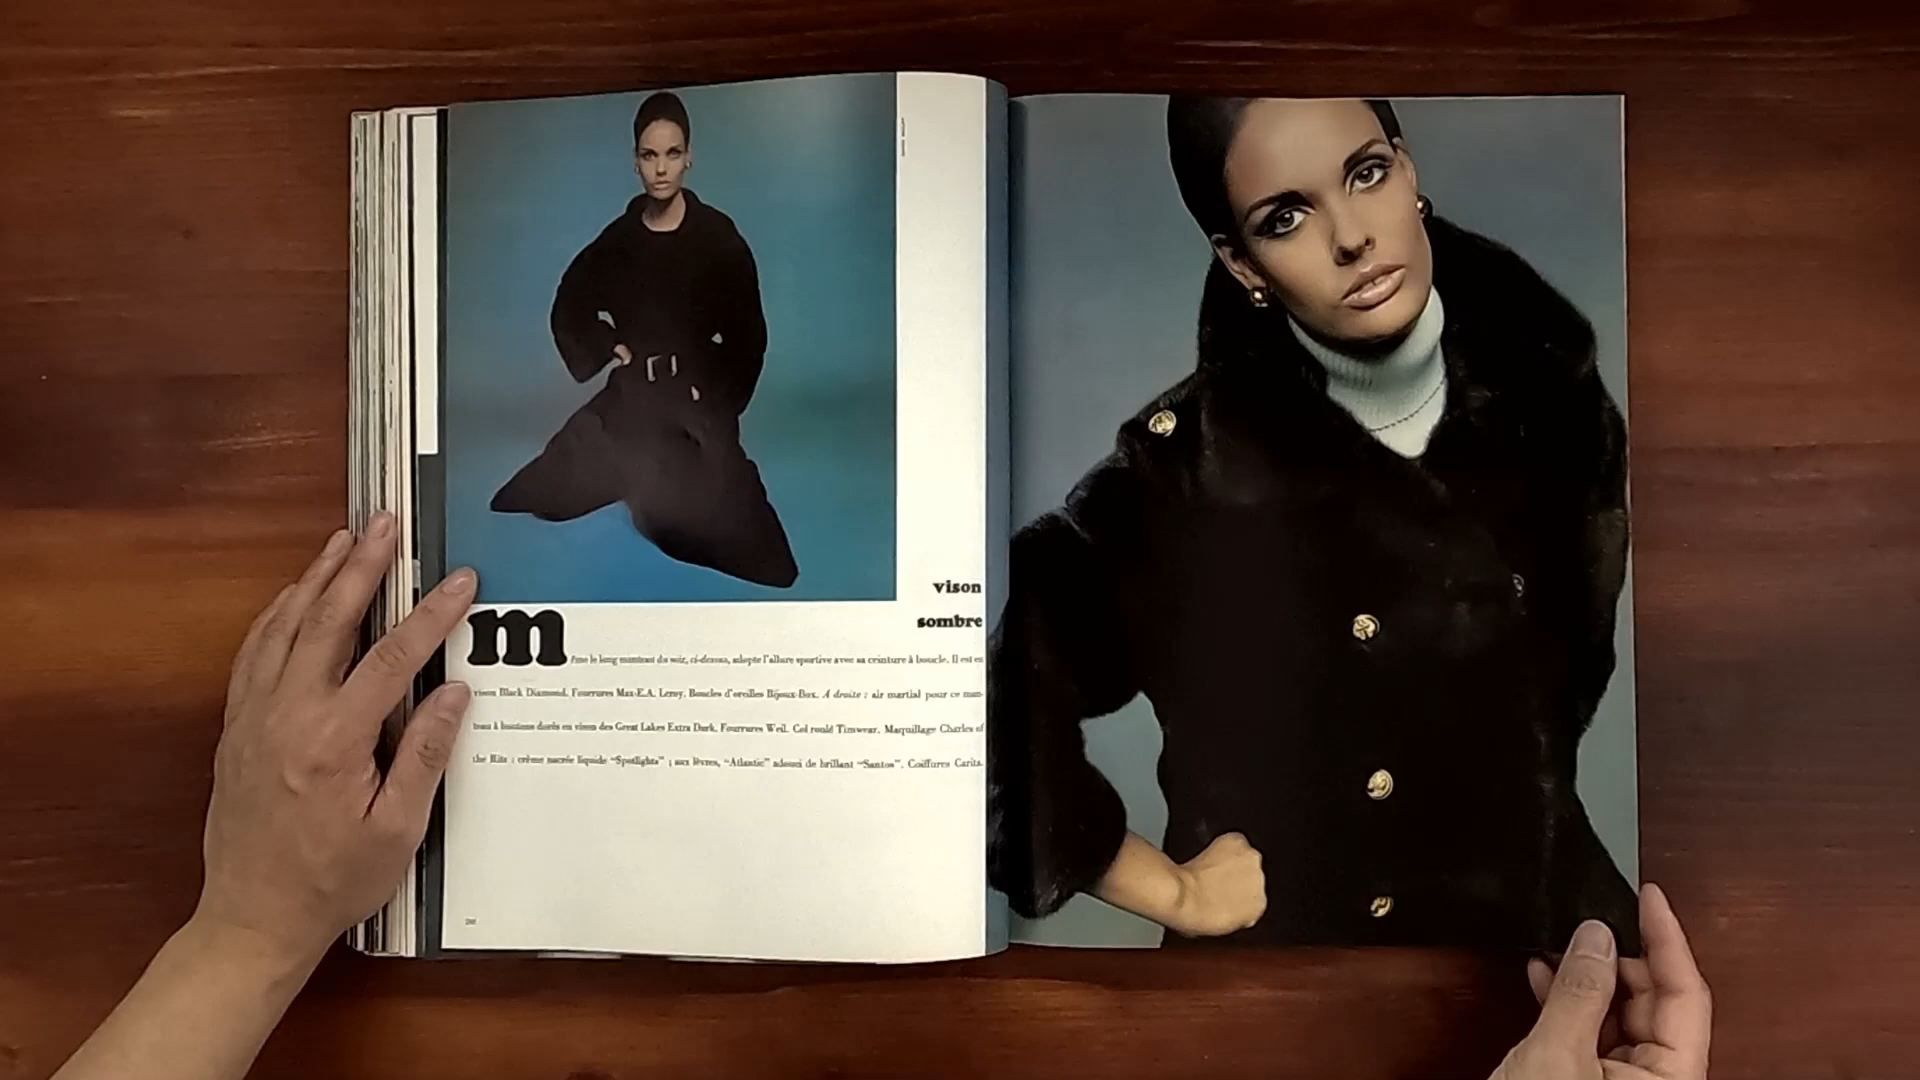 vison
sombre
même le long manteau du soir, ci-dessus, adopte l'allure sportive avec sa ceinture à boucle. Il est en
vison Black Diamond. Fourrures Max-E.A. Leroy. Boucles d'oreilles Bijoux-Box. A droite : air martial pour ce man-
teau à boutons dorés en vison des Great Lakes Extra Dark. Fourrures Weil. Col roulé Timwear. Maquillage Charles of
the Ritz : crème nacrée liquide "Spotlights" ; aux lèvres, "Atlantic" adouci de brillant "Santos". Coiffures Carita.